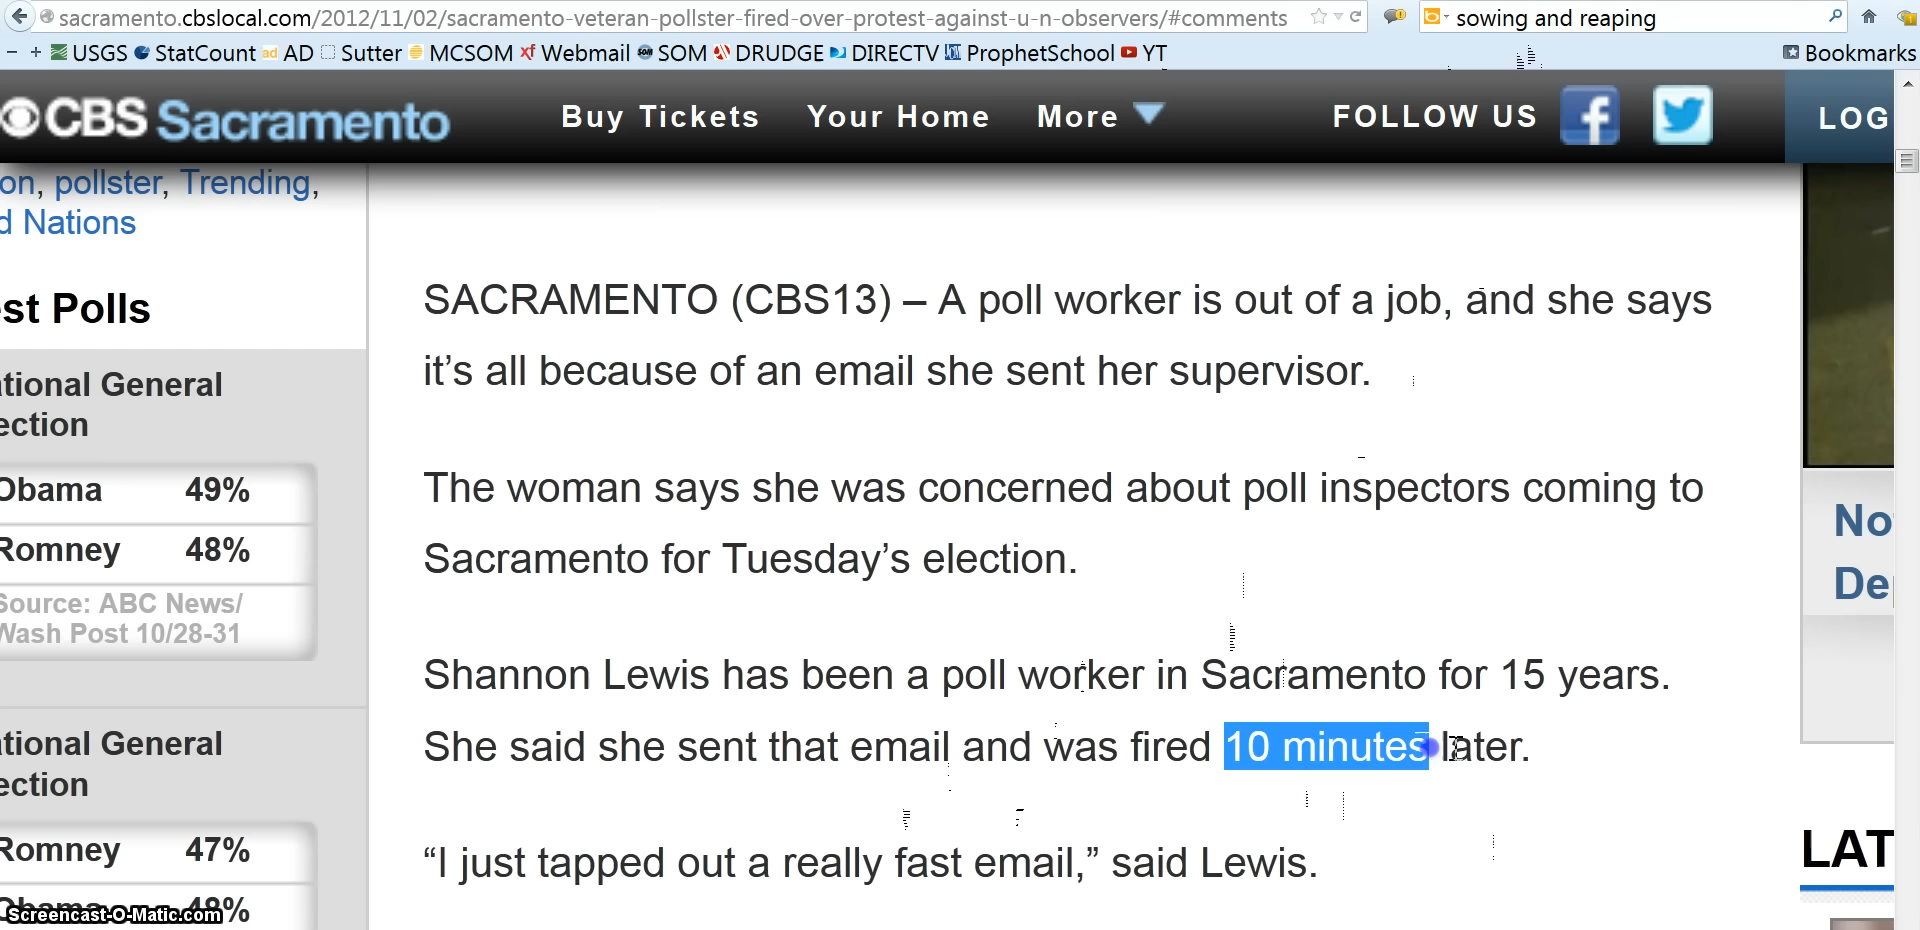 sacramento.cbslocal.com/2012/11/02/sacramento-veteran-pollster-fired-over-protest-against-u-n-observers/#comments
sowing and reaping
USGS StatCount AD Sutter MCSOM Webmail SOM DRUDGE DIRECTV ProphetSchool YT Bookmarks
CBS Sacramento Buy Tickets Your Home More FOLLOW US LOG
on, pollster, Trending,
d Nations
est Polls
ational General
ection
Obama 49%
Romney 48%
Source: ABC News/
Wash Post 10/28-31
ational General
ection
Romney 47%
Obama 48%
SACRAMENTO (CBS13) – A poll worker is out of a job, and she says
it’s all because of an email she sent her supervisor.
The woman says she was concerned about poll inspectors coming to
Sacramento for Tuesday’s election.
Shannon Lewis has been a poll worker in Sacramento for 15 years.
She said she sent that email and was fired 10 minutes later.
“I just tapped out a really fast email,” said Lewis.
No
De
LAT
Screencast-O-Matic.com